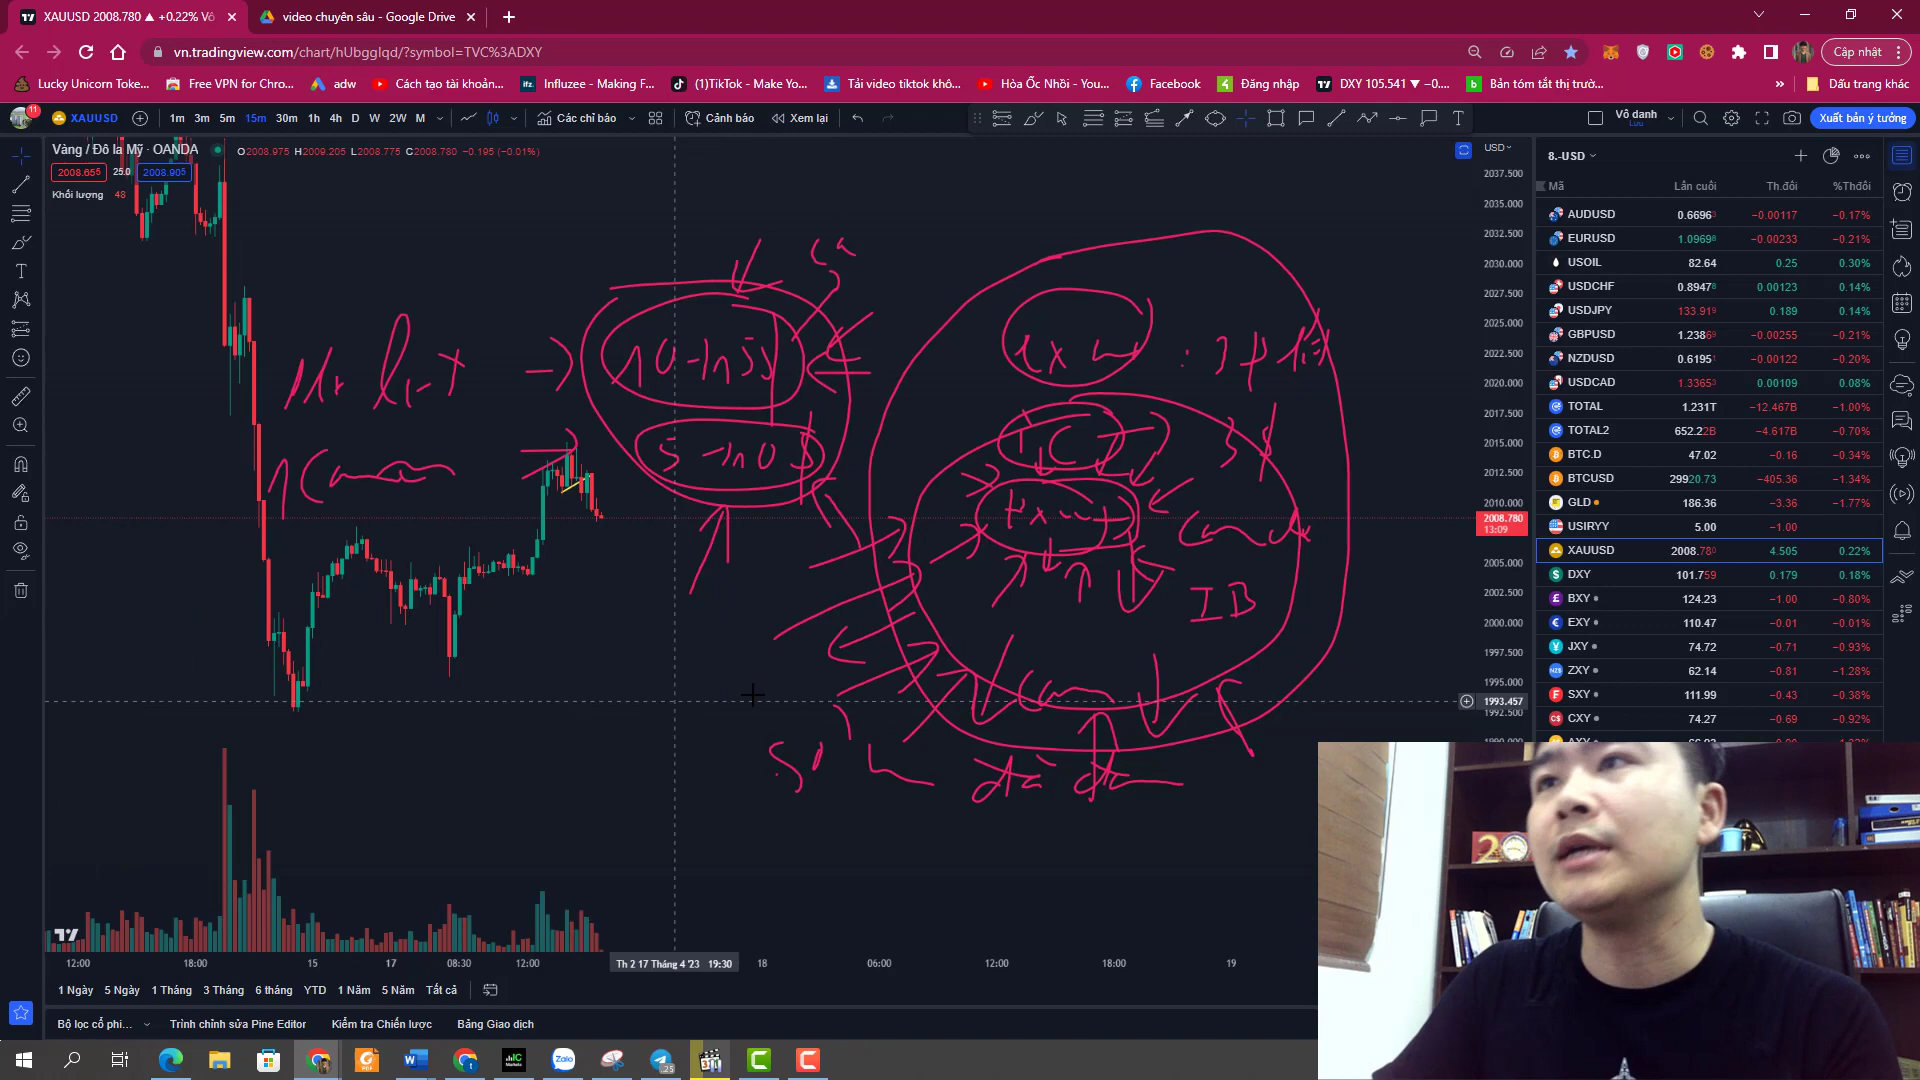 XAUUSD 2008.780 ▲ +0.22% Vô
video chuyên sâu - Google Drive
vn.tradingview.com/chart/hUbggIqd/?symbol=TVC%3ADXY
Cập nhật
Lucky Unicorn Toke...
Free VPN for Chro...
adw
Cách tạo tài khoản...
Influzee - Making F...
(1)TikTok - Make Yo...
Tải video tiktok khô...
Hòa Ốc Nhồi - You...
Facebook
Đăng nhập
DXY 105.541 ▼ −0....
Bản tóm tắt thị trư...
»
Dấu trang khác
11
XAUUSD
1m 3m 5m 15m 30m 1h 4h D W 2W M
Các chỉ báo
Cảnh báo
Xem lại
Vô danh
Lưu
Xuất bản ý tưởng
Vàng / Đô la Mỹ · OANDA
O2008.975 H2009.205 L2008.775 C2008.780 −0.195 (−0.01%)
2008.655 25.0 2008.905
Khối lượng 48
USD
2037.500
2035.000
2032.500
2030.000
2027.500
2025.000
2022.500
2020.000
2017.500
2015.000
2012.500
2010.000
2008.780
13:09
2005.000
2002.500
2000.000
1997.500
1995.000
1993.457
1992.500
IB
8.-USD
Mã Lần cuối Th.đổi %Thđổi
AUDUSD 0.6696³ −0.00117 −0.17%
EURUSD 1.0969⁸ −0.00233 −0.21%
USOIL 82.64 0.25 0.30%
USDCHF 0.8947⁸ 0.00123 0.14%
USDJPY 133.91⁹ 0.189 0.14%
GBPUSD 1.2386⁹ −0.00255 −0.21%
NZDUSD 0.6195¹ −0.00122 −0.20%
USDCAD 1.3365³ 0.00109 0.08%
TOTAL 1.231T −12.467B −1.00%
TOTAL2 652.22B −4.617B −0.70%
BTC.D 47.02 −0.16 −0.34%
BTCUSD 29920.73 −405.36 −1.34%
GLD 186.36 −3.36 −1.77%
USIRYY 5.00 −1.00
XAUUSD 2008.78⁰ 4.505 0.22%
DXY 101.759 0.179 0.18%
BXY 124.23 −1.00 −0.80%
EXY 110.47 −0.01 −0.01%
JXY 74.72 −0.71 −0.93%
ZXY 62.14 −0.81 −1.28%
SXY 111.99 −0.43 −0.38%
CXY 74.27 −0.69 −0.92%
12:00 18:00 15 17 08:30 12:00 Th 2 17 Tháng 4 '23 19:30 18 06:00 12:00 18:00 19
1 Ngày 5 Ngày 1 Tháng 3 Tháng 6 tháng YTD 1 Năm 5 Năm Tất cả
Bộ lọc cổ phi...
Trình chỉnh sửa Pine Editor
Kiểm tra Chiến lược
Bảng Giao dịch
Zalo
.25